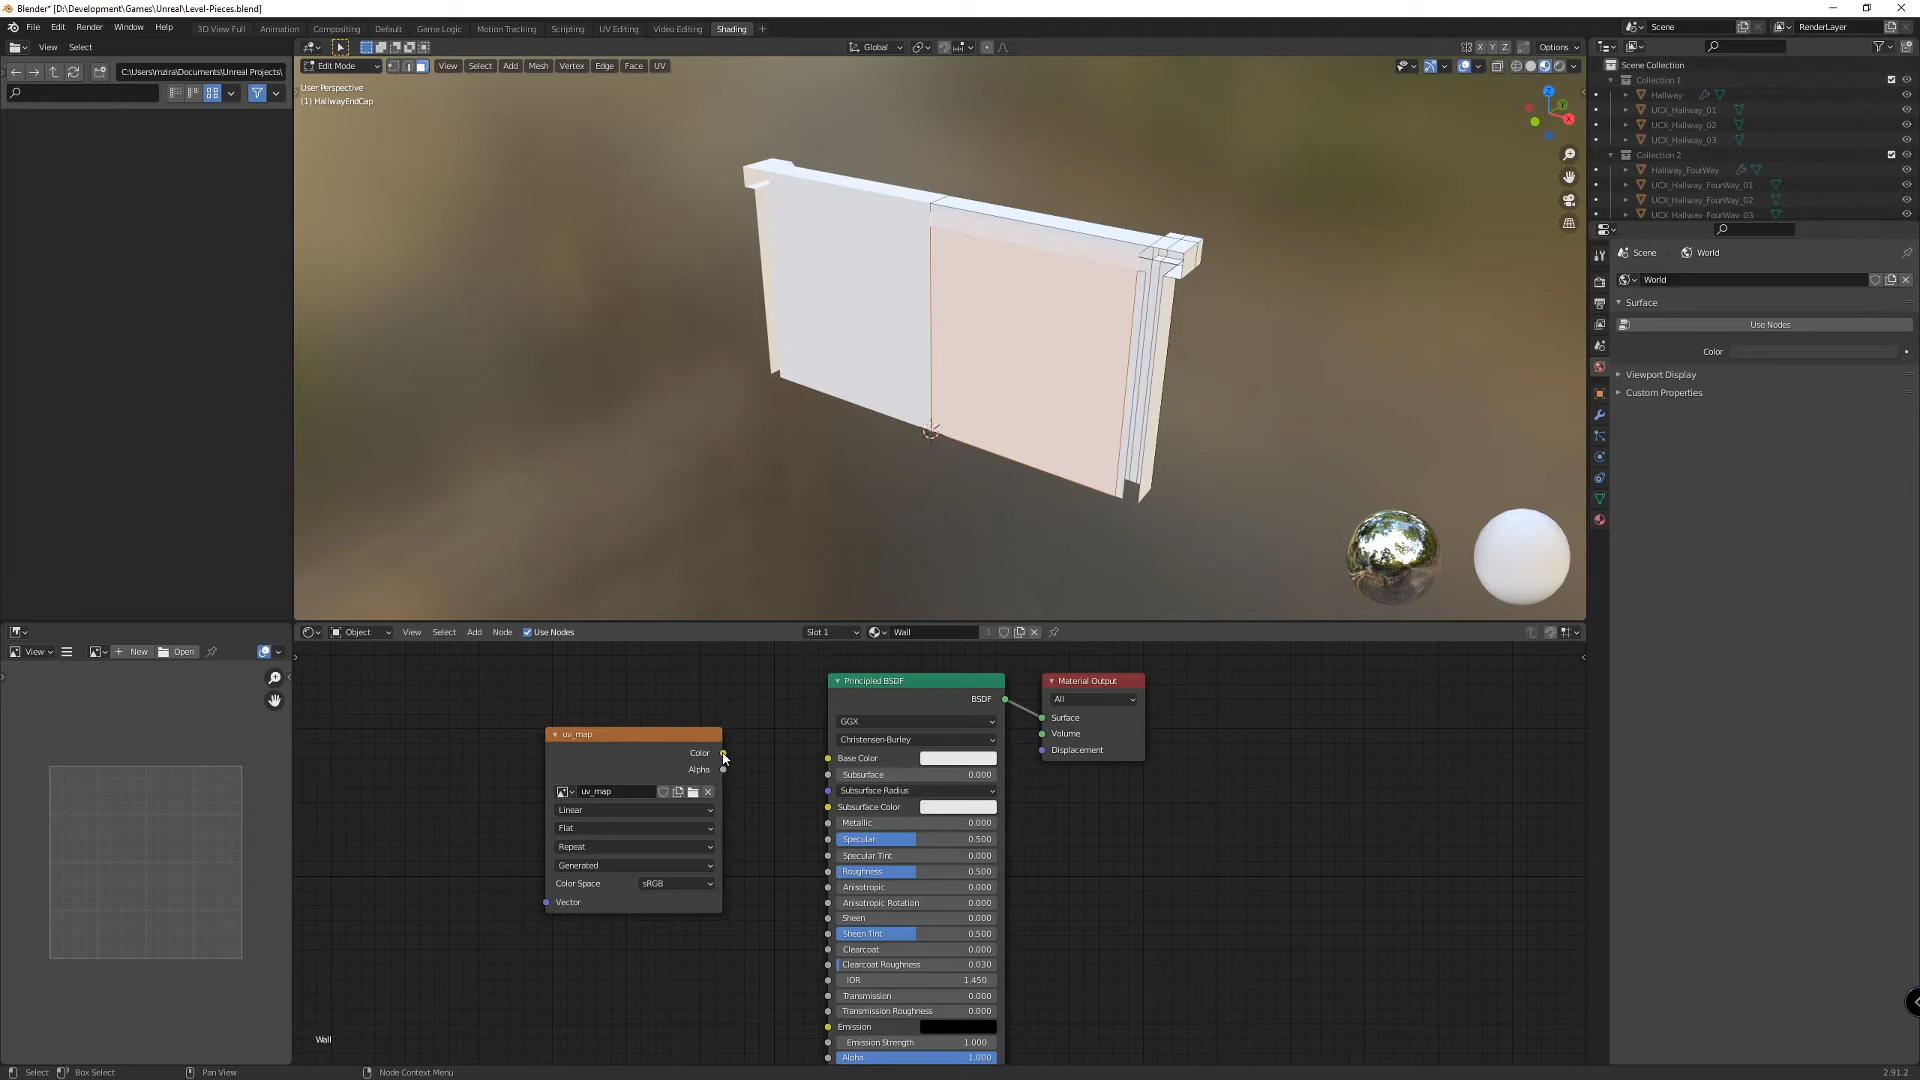 Blender* [D:\Development\Games\Unreal\Level-Pieces.blend]
File Edit Render Window Help
3D View Full Animation Compositing Default Game Logic Motion Tracking Scripting UV Editing Video Editing Shading +
Scene RenderLayer
View Select
Global Options
X Y Z
C:\Users\mzira\Documents\Unreal Projects\
Edit Mode View Select Add Mesh Vertex Edge Face UV
User Perspective
(1) HallwayEndCap
Z
Y
X
Scene Collection
Collection 1
Hallway
UCX_Hallway_01
UCX_Hallway_02
UCX_Hallway_03
Collection 2
Hallway_FourWay
UCX_Hallway_FourWay_01
UCX_Hallway_FourWay_02
UCX_Hallway_FourWay_03
Scene World
World
Surface
Use Nodes
Color
Viewport Display
Custom Properties
Object View Select Add Node Use Nodes Slot 1 Wall 3
View New Open
Principled BSDF
BSDF
GGX
Christensen-Burley
Base Color
Subsurface 0.000
Subsurface Radius
Subsurface Color
Metallic 0.000
Specular 0.500
Specular Tint 0.000
Roughness 0.500
Anisotropic 0.000
Anisotropic Rotation 0.000
Sheen 0.000
Sheen Tint 0.500
Clearcoat 0.000
Clearcoat Roughness 0.030
IOR 1.450
Transmission 0.000
Transmission Roughness 0.000
Emission
Emission Strength 1.000
Alpha 1.000
Material Output
All
Surface
Volume
Displacement
uv_map
Color
Alpha
uv_map
Linear
Flat
Repeat
Generated
Color Space sRGB
Vector
Wall
Select Box Select Pan View Node Context Menu 2.91.2